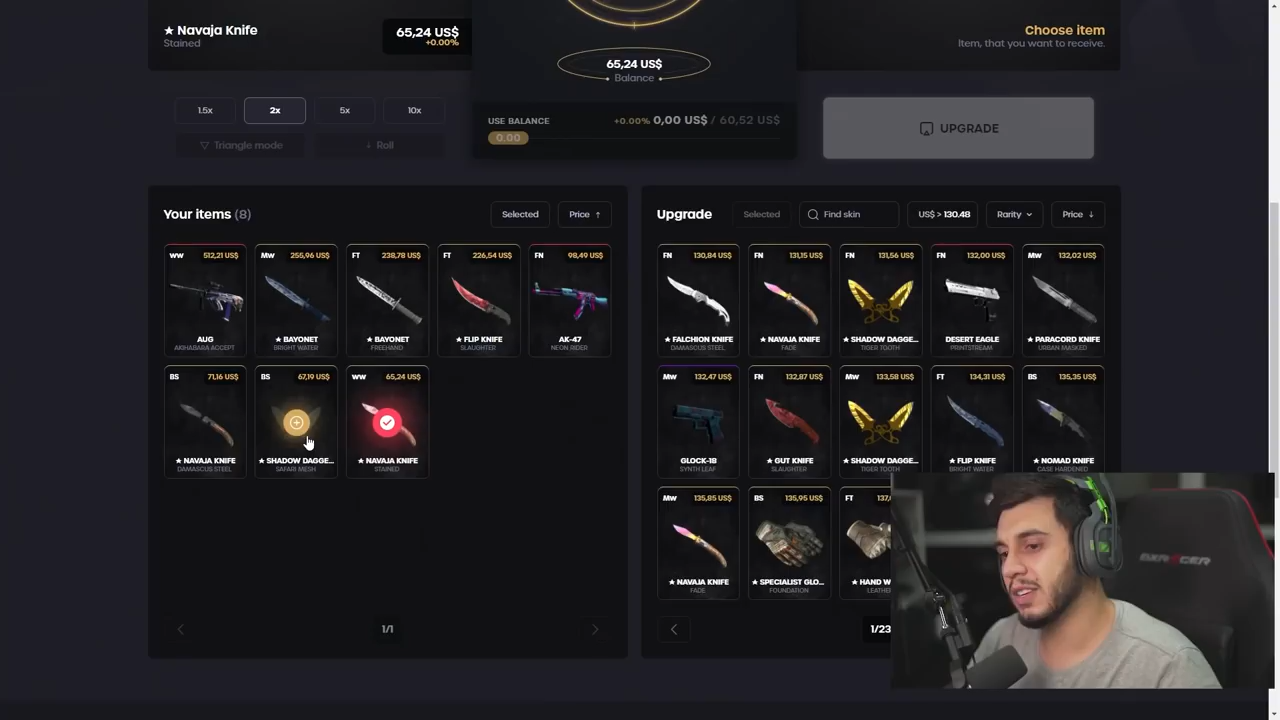 ★ Navaja Knife
Stained
65,24 US$
+0.00%
65,24 US$
Balance
Choose item
Item, that you want to receive.
1.5x
2x
5x
10x
Triangle mode
Roll
USE BALANCE
+0.00% 0,00 US$ / 60,52 US$
0.00
UPGRADE
Your items (8)
Selected
Price ↑
WW 512,21 US$
AUG
AKIHABARA ACCEPT
MW 255,96 US$
★ BAYONET
BRIGHT WATER
FT 238,78 US$
★ BAYONET
FREEHAND
FT 226,54 US$
★ FLIP KNIFE
SLAUGHTER
FN 98,49 US$
AK-47
NEON RIDER
BS 71,16 US$
★ NAVAJA KNIFE
DAMASCUS STEEL
BS 67,19 US$
★ SHADOW DAGGE...
SAFARI MESH
WW 65,24 US$
★ NAVAJA KNIFE
STAINED
1/1
Upgrade
Selected
Find skin
US$ > 130.48
Rarity
Price ↓
FN 130,84 US$
★ FALCHION KNIFE
DAMASCUS STEEL
FN 131,15 US$
★ NAVAJA KNIFE
FADE
FN 131,56 US$
★ SHADOW DAGGE...
TIGER TOOTH
FN 132,00 US$
DESERT EAGLE
PRINTSTREAM
MW 132,02 US$
★ PARACORD KNIFE
URBAN MASKED
MW 132,47 US$
GLOCK-18
SYNTH LEAF
FN 132,87 US$
★ GUT KNIFE
SLAUGHTER
MW 133,58 US$
★ SHADOW DAGGE...
TIGER TOOTH
FT 134,31 US$
★ FLIP KNIFE
BRIGHT WATER
BS 135,35 US$
★ NOMAD KNIFE
CASE HARDENED
MW 135,85 US$
★ NAVAJA KNIFE
FADE
BS 135,95 US$
★ SPECIALIST GLO...
FOUNDATION
FT 137,
★ HAND W
LEATHE
1/23